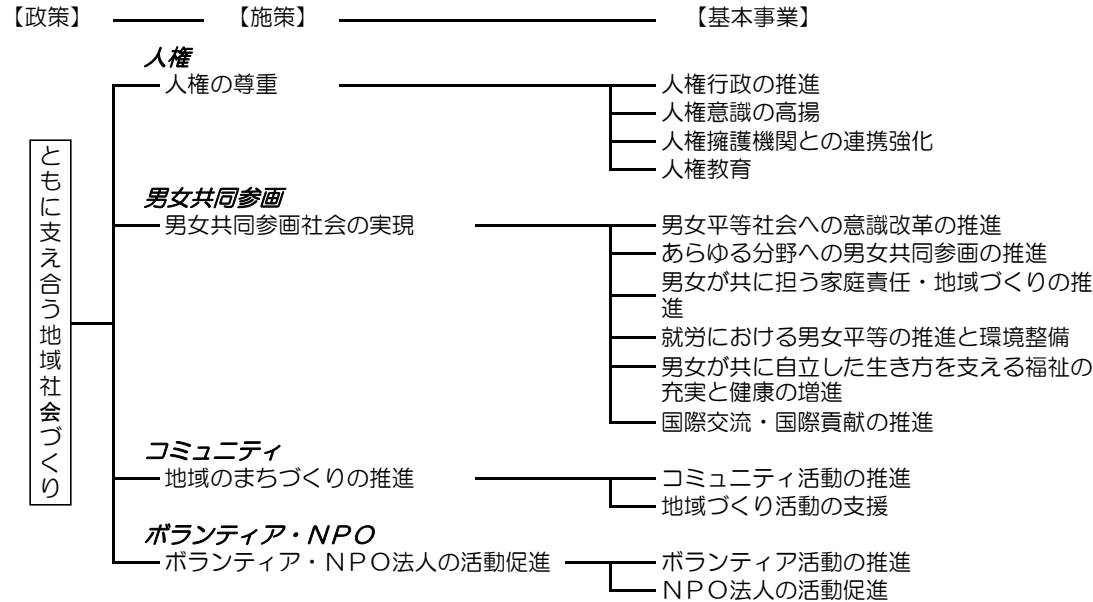 【政策】 【施策】 【基本事業】
ともに支え合う地域社会づくり
人権
人権の尊重
人権行政の推進
人権意識の高揚
人権擁護機関との連携強化
人権教育
男女共同参画
男女共同参画社会の実現
男女平等社会への意識改革の推進
あらゆる分野への男女共同参画の推進
男女が共に担う家庭責任・地域づくりの推
進
就労における男女平等の推進と環境整備
男女が共に自立した生き方を支える福祉の
充実と健康の増進
国際交流・国際貢献の推進
コミュニティ
地域のまちづくりの推進
コミュニティ活動の推進
地域づくり活動の支援
ボランティア・ＮＰＯ
ボランティア・ＮＰＯ法人の活動促進
ボランティア活動の推進
ＮＰＯ法人の活動促進